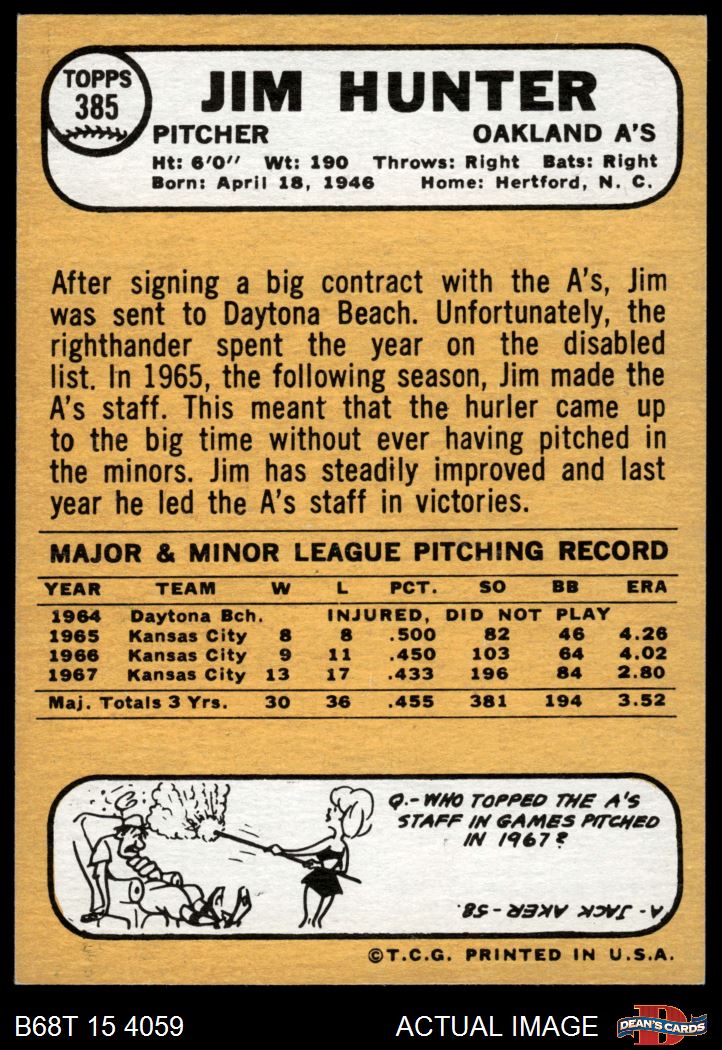 TOPPS
385
JIM HUNTER
PITCHER OAKLAND A'S
Ht: 6'0'' Wt: 190 Throws: Right Bats: Right
Born: April 18, 1946 Home: Hertford, N. C.
After signing a big contract with the A's, Jim
was sent to Daytona Beach. Unfortunately, the
righthander spent the year on the disabled
list. In 1965, the following season, Jim made the
A's staff. This meant that the hurler came up
to the big time without ever having pitched in
the minors. Jim has steadily improved and last
year he led the A's staff in victories.
MAJOR & MINOR LEAGUE PITCHING RECORD
YEAR TEAM W L PCT. SO BB ERA
1964 Daytona Bch. INJURED, DID NOT PLAY
1965 Kansas City 8 8 .500 82 46 4.26
1966 Kansas City 9 11 .450 103 64 4.02
1967 Kansas City 13 17 .433 196 84 2.80
Maj. Totals 3 Yrs. 30 36 .455 381 194 3.52
Q.- WHO TOPPED THE A'S
STAFF IN GAMES PITCHED
IN 1967?
A - JACK AKER - 58.
©T.C.G. PRINTED IN U.S.A.
B68T 15 4059 ACTUAL IMAGE
D
DEAN'S CARDS